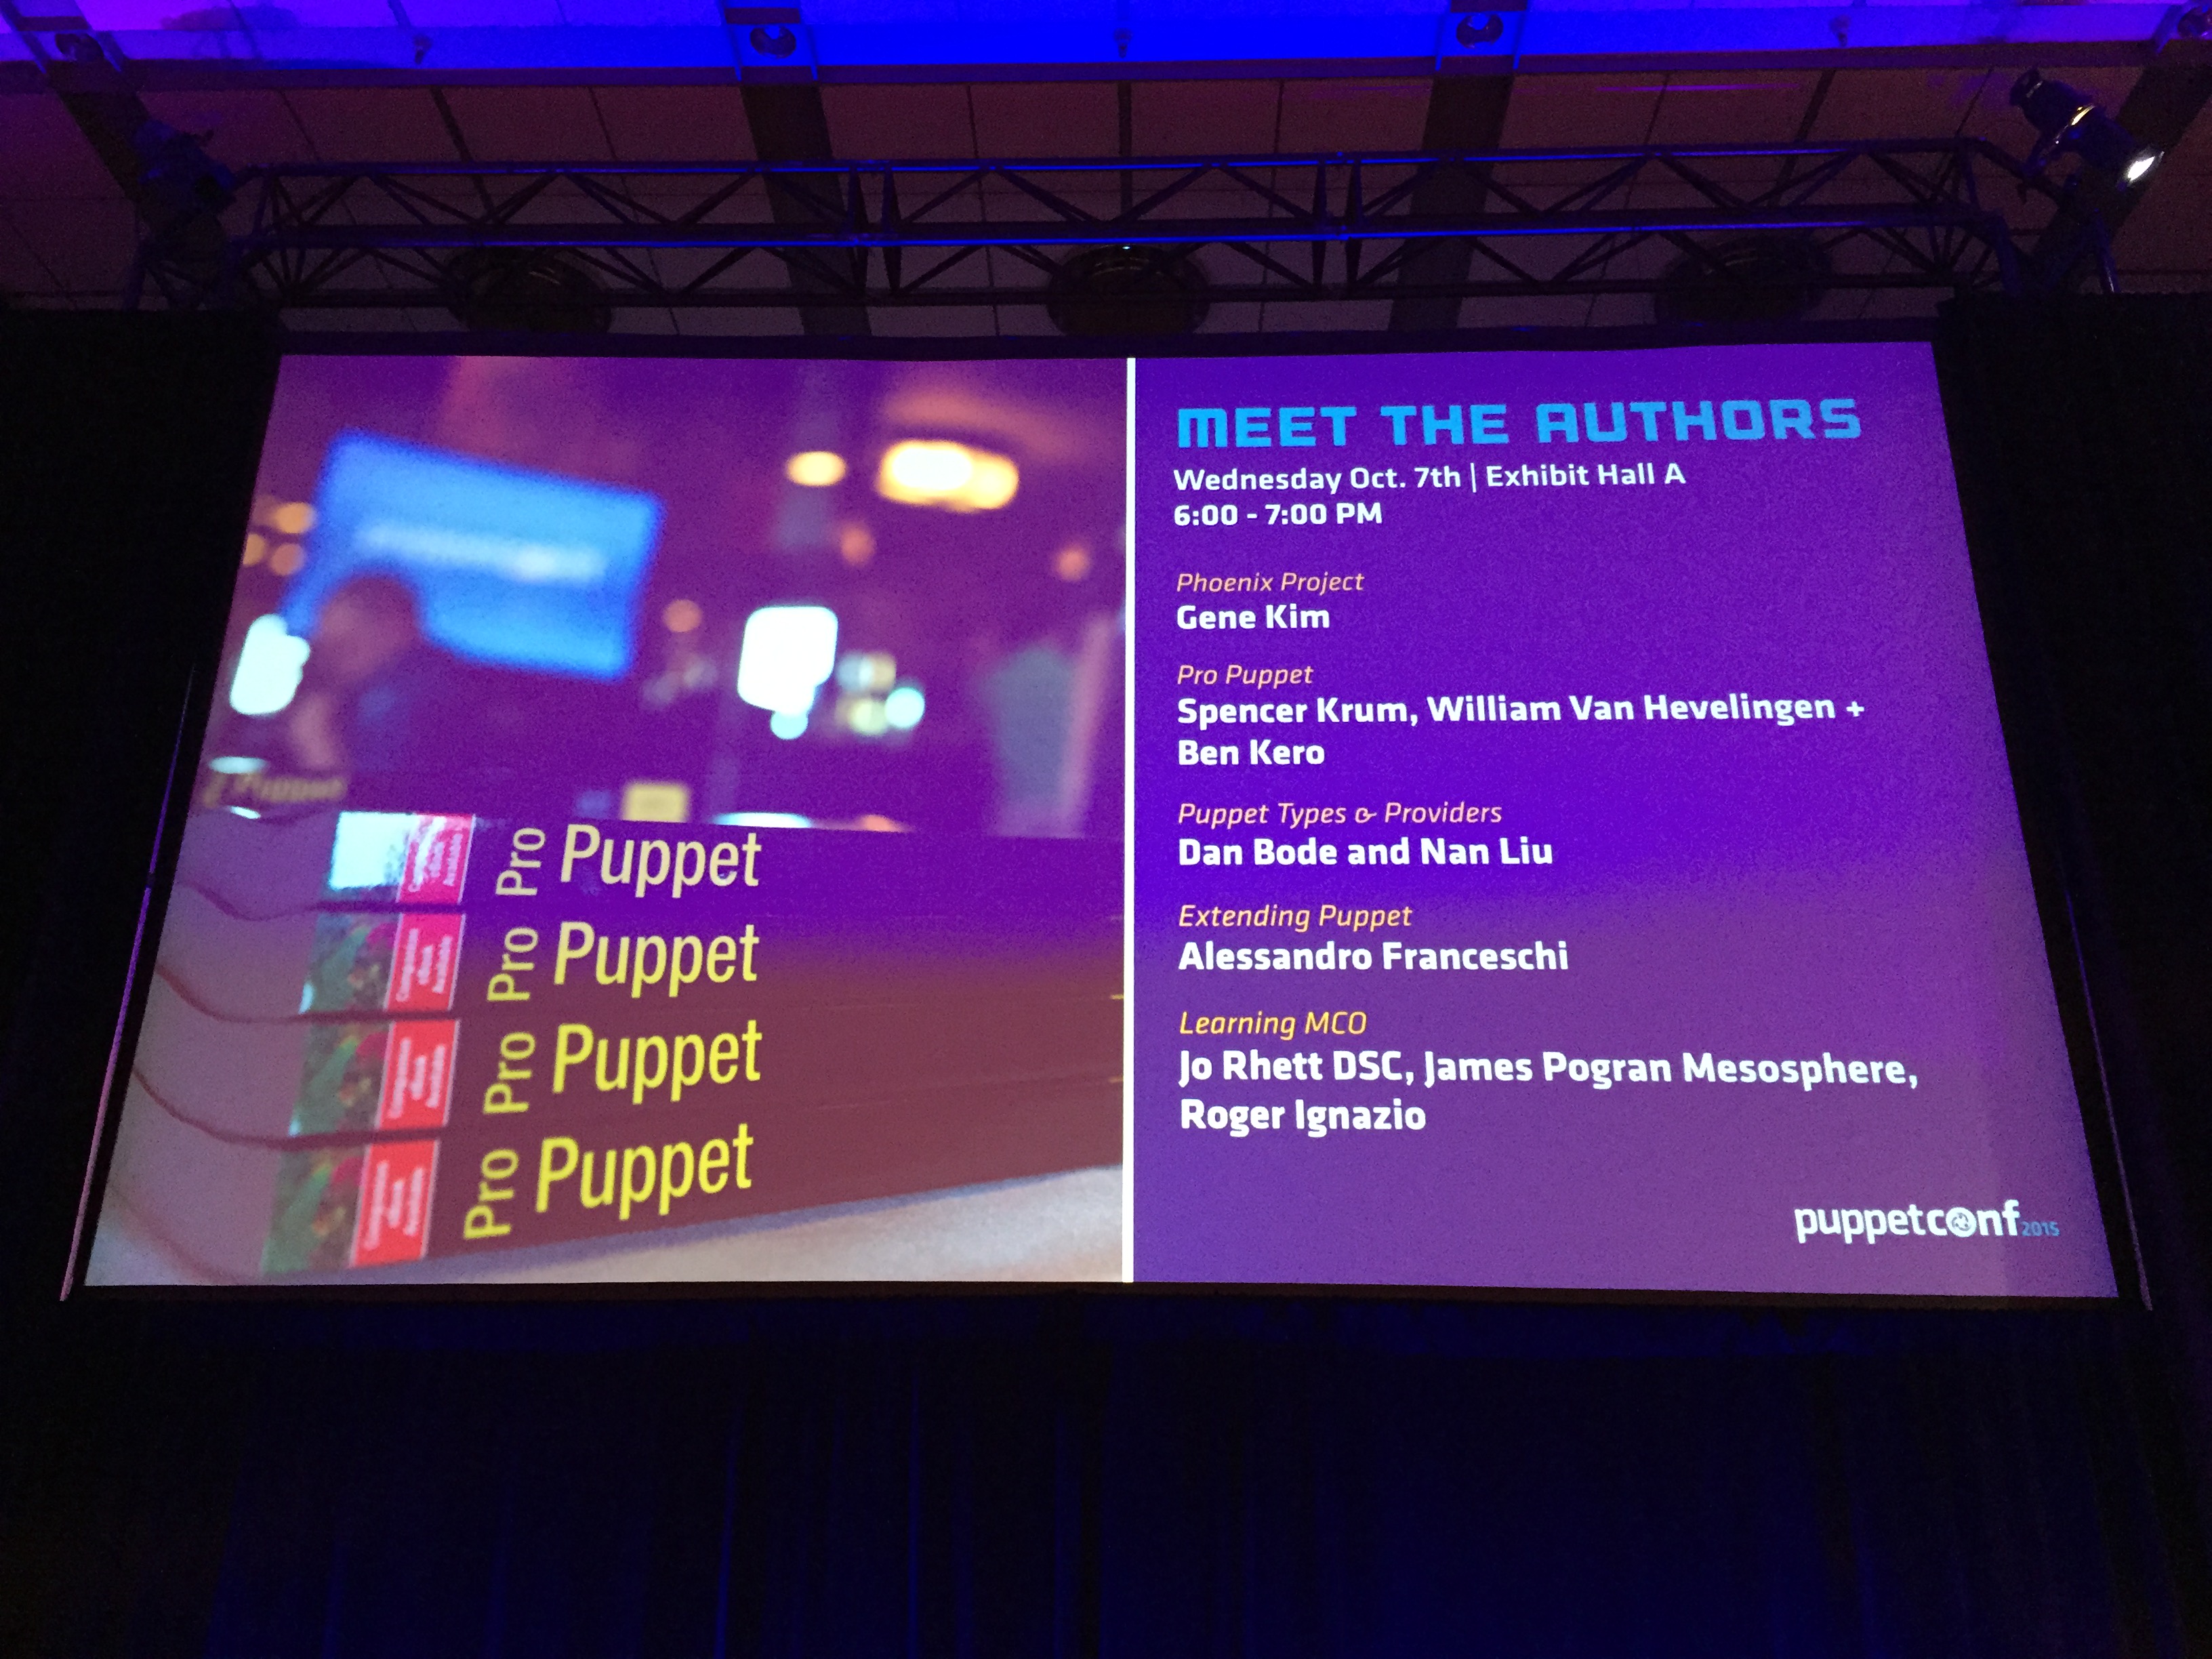 MEET THE AUTHORS
Wednesday Oct. 7th | Exhibit Hall A
6:00 - 7:00 PM
Phoenix Project
Gene Kim
Pro Puppet
Spencer Krum, William Van Hevelingen +
Ben Kero
Puppet Types & Providers
Dan Bode and Nan Liu
Extending Puppet
Alessandro Franceschi
Learning MCO
Jo Rhett DSC, James Pogran Mesosphere,
Roger Ignazio
puppetconf2015
Pro Puppet
Pro Puppet
Pro Puppet
Pro Puppet